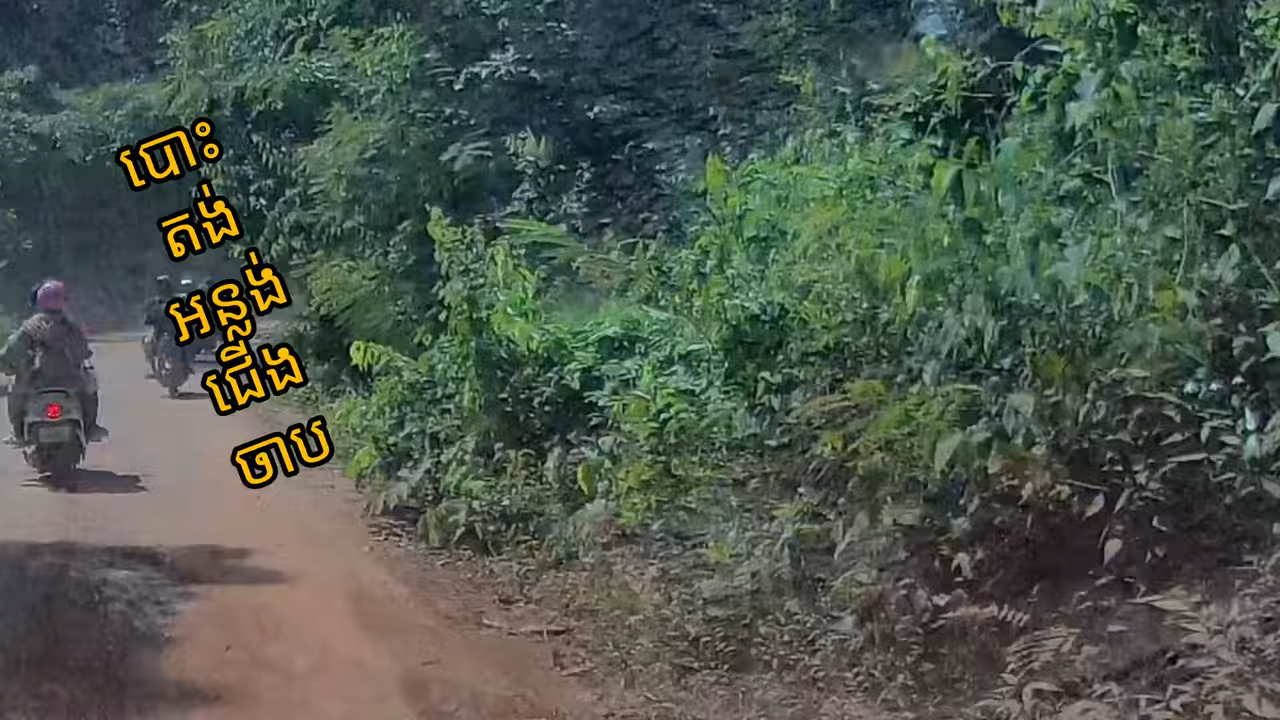 បោះ
តង់
អន្លង់
ជើង
ចាប